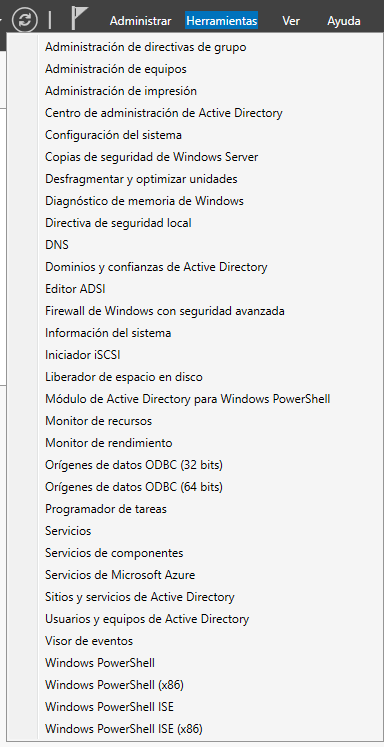 Administrar Herramientas Ver Ayuda
Administración de directivas de grupo
Administración de equipos
Administración de impresión
Centro de administración de Active Directory
Configuración del sistema
Copias de seguridad de Windows Server
Desfragmentar y optimizar unidades
Diagnóstico de memoria de Windows
Directiva de seguridad local
DNS
Dominios y confianzas de Active Directory
Editor ADSI
Firewall de Windows con seguridad avanzada
Información del sistema
Iniciador iSCSI
Liberador de espacio en disco
Módulo de Active Directory para Windows PowerShell
Monitor de recursos
Monitor de rendimiento
Orígenes de datos ODBC (32 bits)
Orígenes de datos ODBC (64 bits)
Programador de tareas
Servicios
Servicios de componentes
Servicios de Microsoft Azure
Sitios y servicios de Active Directory
Usuarios y equipos de Active Directory
Visor de eventos
Windows PowerShell
Windows PowerShell (x86)
Windows PowerShell ISE
Windows PowerShell ISE (x86)